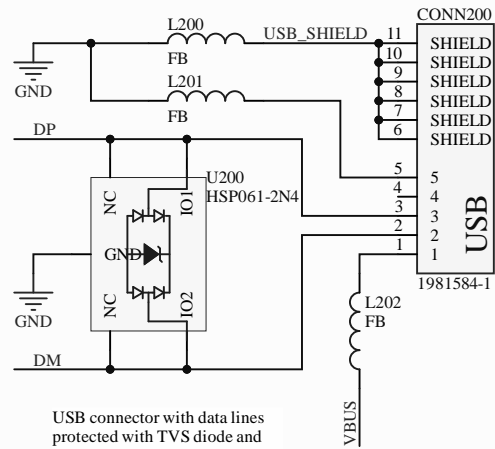 CONN200
L200
USB_SHIELD
11
SHIELD
FB
10
SHIELD
GND
L201
9
SHIELD
8
SHIELD
FB
7
SHIELD
6
SHIELD
DP
U200
HSP061-2N4
NC
IO1
5
5
4
4
3
3
2
2
1
1
USB
GND
NC
IO2
1981584-1
L202
FB
GND
DM
VBUS
USB connector with data lines
protected with TVS diode and